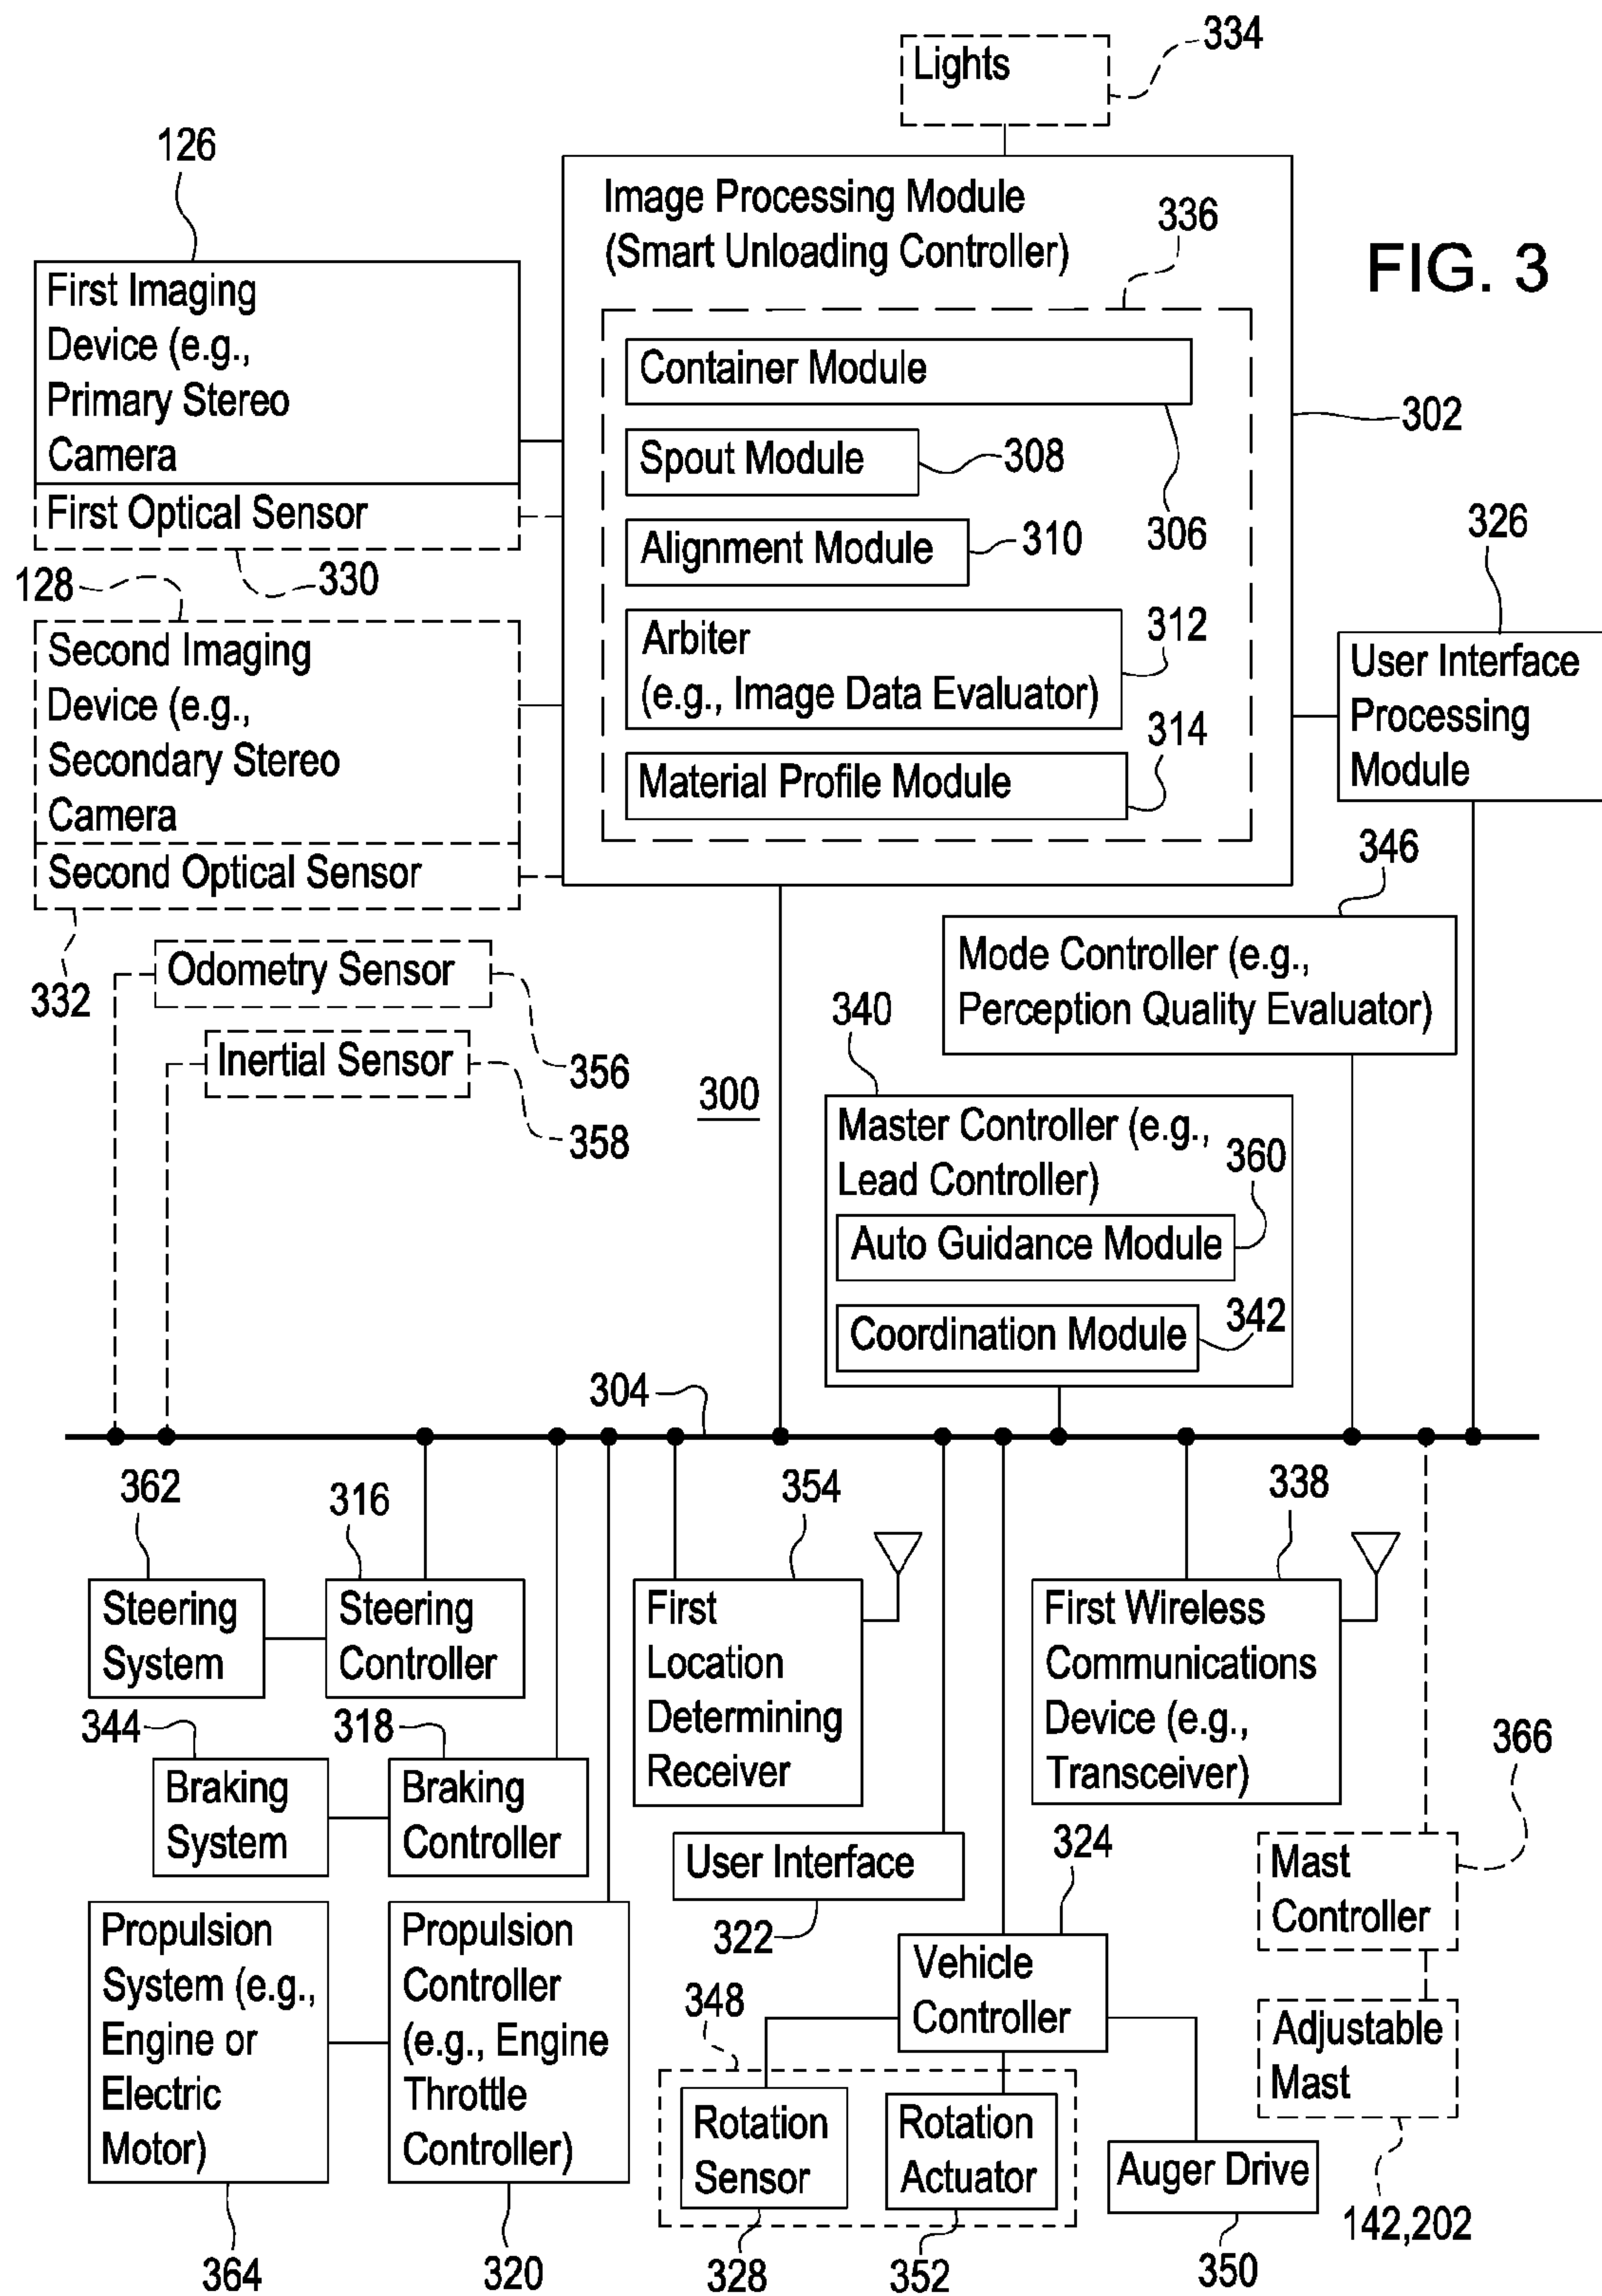 Lights
334
126
Image Processing Module
(Smart Unloading Controller)
336
FIG. 3
First Imaging
Device (e.g.,
Primary Stereo
Camera
First Optical Sensor
330
Container Module
306
302
Spout Module
308
Alignment Module
310
Arbiter
(e.g., Image Data Evaluator)
312
Material Profile Module
314
128
Second Imaging
Device (e.g.,
Secondary Stereo
Camera
Second Optical Sensor
332
326
User Interface
Processing
Module
Odometry Sensor
356
Inertial Sensor
358
346
Mode Controller (e.g.,
Perception Quality Evaluator)
300
340
Master Controller (e.g.,
Lead Controller)
360
Auto Guidance Module
Coordination Module
342
304
362
Steering
System
316
Steering
Controller
344
Braking
System
318
Braking
Controller
Propulsion
System (e.g.,
Engine or
Electric
Motor)
364
Propulsion
Controller
(e.g., Engine
Throttle
Controller)
320
354
First
Location
Determining
Receiver
User Interface
322
338
First Wireless
Communications
Device (e.g.,
Transceiver)
324
Vehicle
Controller
348
Rotation
Sensor
328
Rotation
Actuator
352
Auger Drive
350
366
Mast
Controller
Adjustable
Mast
142,202